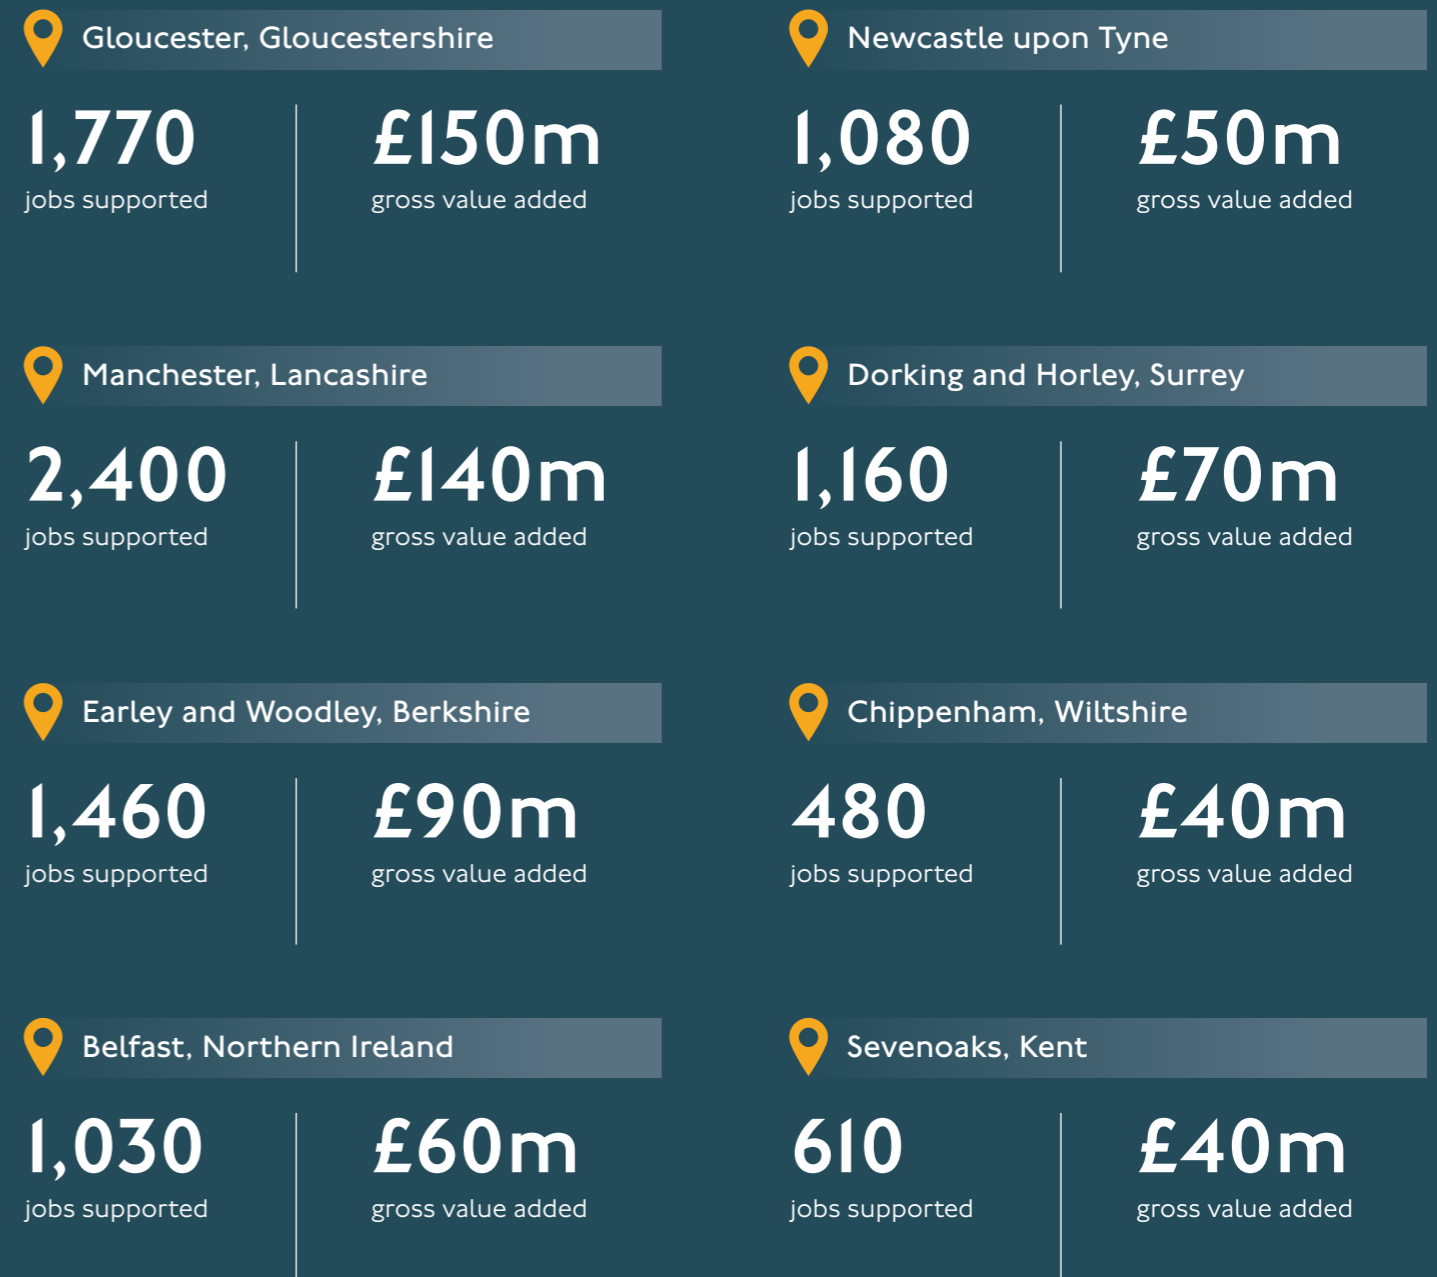 Gloucester, Gloucestershire
1,770
jobs supported
£150m
gross value added
Newcastle upon Tyne
1,080
jobs supported
£50m
gross value added
Manchester, Lancashire
2,400
jobs supported
£140m
gross value added
Dorking and Horley, Surrey
1,160
jobs supported
£70m
gross value added
Earley and Woodley, Berkshire
1,460
jobs supported
£90m
gross value added
Chippenham, Wiltshire
480
jobs supported
£40m
gross value added
Belfast, Northern Ireland
1,030
jobs supported
£60m
gross value added
Sevenoaks, Kent
610
jobs supported
£40m
gross value added